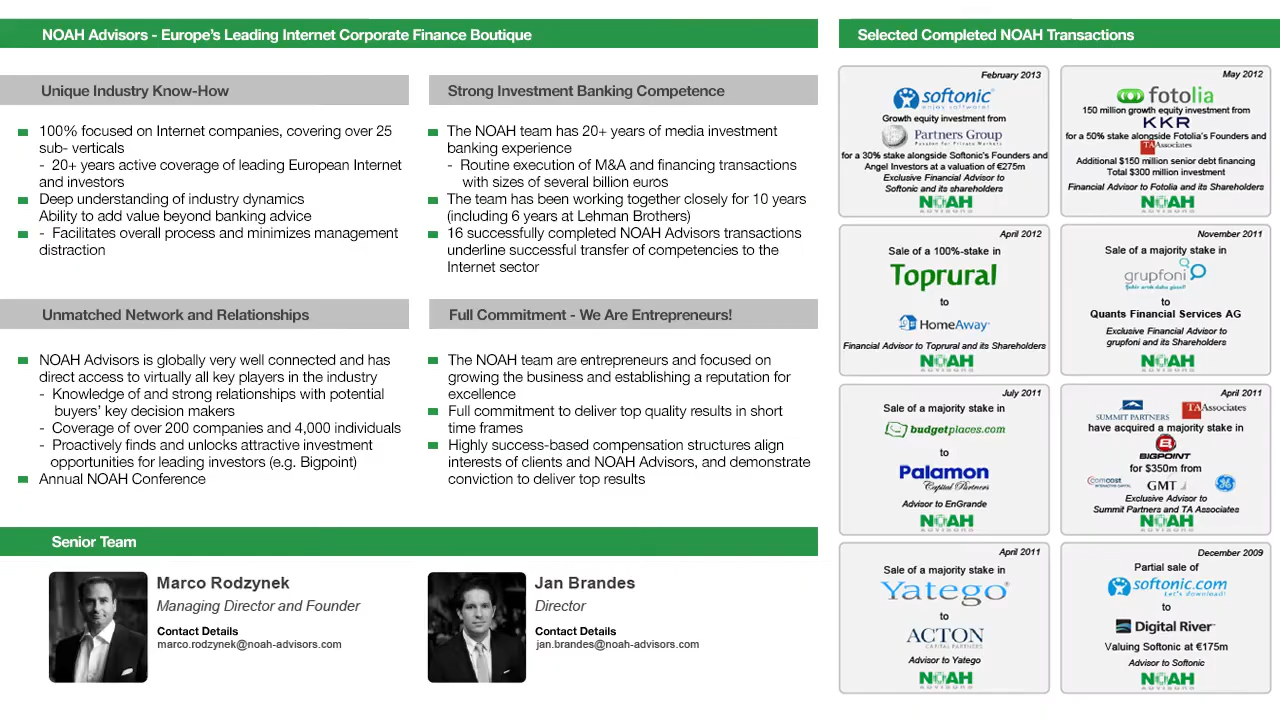 NOAH Advisors - Europe's Leading Internet Corporate Finance Boutique
Unique Industry Know-How
100% focused on Internet companies, covering over 25
sub- verticals
- 20+ years active coverage of leading European Internet
and investors
Deep understanding of industry dynamics
Ability to add value beyond banking advice
- Facilitates overall process and minimizes management
distraction
Strong Investment Banking Competence
The NOAH team has 20+ years of media investment
banking experience
- Routine execution of M&A and financing transactions
with sizes of several billion euros
The team has been working together closely for 10 years
(including 6 years at Lehman Brothers)
16 successfully completed NOAH Advisors transactions
underline successful transfer of competencies to the
Internet sector
Unmatched Network and Relationships
NOAH Advisors is globally very well connected and has
direct access to virtually all key players in the industry
- Knowledge of and strong relationships with potential
buyers' key decision makers
- Coverage of over 200 companies and 4,000 individuals
- Proactively finds and unlocks attractive investment
opportunities for leading investors (e.g. Bigpoint)
Annual NOAH Conference
Full Commitment - We Are Entrepreneurs!
The NOAH team are entrepreneurs and focused on
growing the business and establishing a reputation for
excellence
Full commitment to deliver top quality results in short
time frames
Highly success-based compensation structures align
interests of clients and NOAH Advisors, and demonstrate
conviction to deliver top results
Senior Team
Marco Rodzynek
Managing Director and Founder
Contact Details
marco.rodzynek@noah-advisors.com
Jan Brandes
Director
Contact Details
jan.brandes@noah-advisors.com
Selected Completed NOAH Transactions
February 2013
softonic
enjoy software!
Growth equity investment from
Partners Group
Passion for Private Markets
for a 30% stake alongside Softonic's Founders and
Angel Investors at a valuation of €275m
Exclusive Financial Advisor to
Softonic and its shareholders
NOAH
ADVISORS
May 2012
fotolia
150 million growth equity investment from
KKR
for a 50% stake alongside Fotolia's Founders and
TA Associates
Additional $150 million senior debt financing
Total $300 million investment
Financial Advisor to Fotolia and its Shareholders
NOAH
ADVISORS
April 2012
Sale of a 100%-stake in
Toprural
to
HomeAway
Financial Advisor to Toprural and its Shareholders
NOAH
ADVISORS
November 2011
Sale of a majority stake in
grupfoni
to
Quants Financial Services AG
Exclusive Financial Advisor to
grupfoni and its Shareholders
NOAH
ADVISORS
July 2011
Sale of a majority stake in
budgetplaces.com
to
Palamon
Capital Partners
Advisor to EnGrande
NOAH
ADVISORS
April 2011
SUMMIT PARTNERS
TA Associates
have acquired a majority stake in
BIGPOINT
for $350m from
comcast
GMT
GE
Exclusive Advisor to
Summit Partners and TA Associates
NOAH
ADVISORS
April 2011
Sale of a majority stake in
Yatego
to
ACTON
CAPITAL PARTNERS
Advisor to Yatego
NOAH
ADVISORS
December 2009
Partial sale of
softonic.com
Let's download!
to
Digital River
Valuing Softonic at €175m
Advisor to Softonic
NOAH
ADVISORS